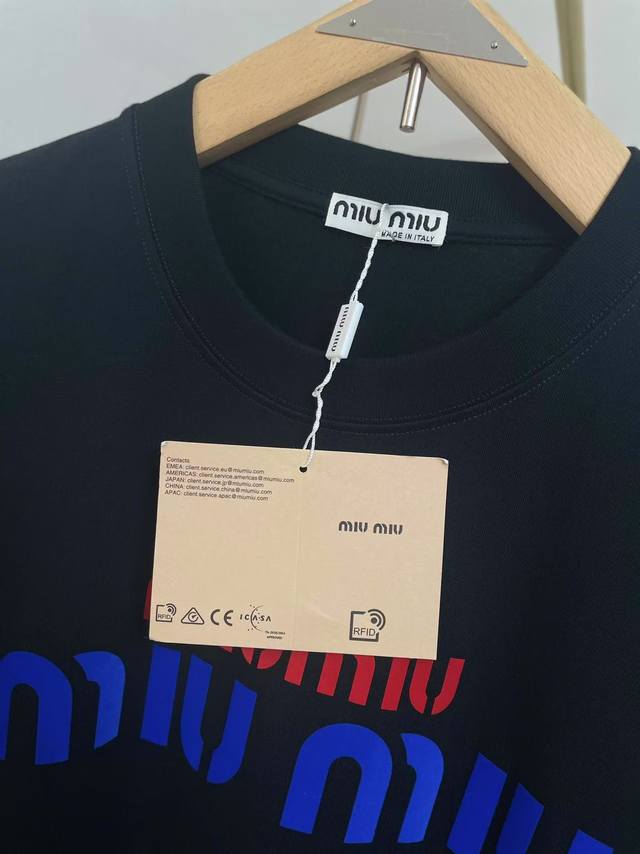 miu miu
MADE IN ITALY
miu miu
Contacts:
EMEA: client.service.eu@miumiu.com
AMERICAS: client.service.americas@miumiu.com
JAPAN: client.service.jp@miumiu.com
CHINA: client.service.china@miumiu.com
APAC: client.service.apac@miumiu.com
miu miu
RFID
CE
ICASA
APPROVED
RFID
miu
miu miu